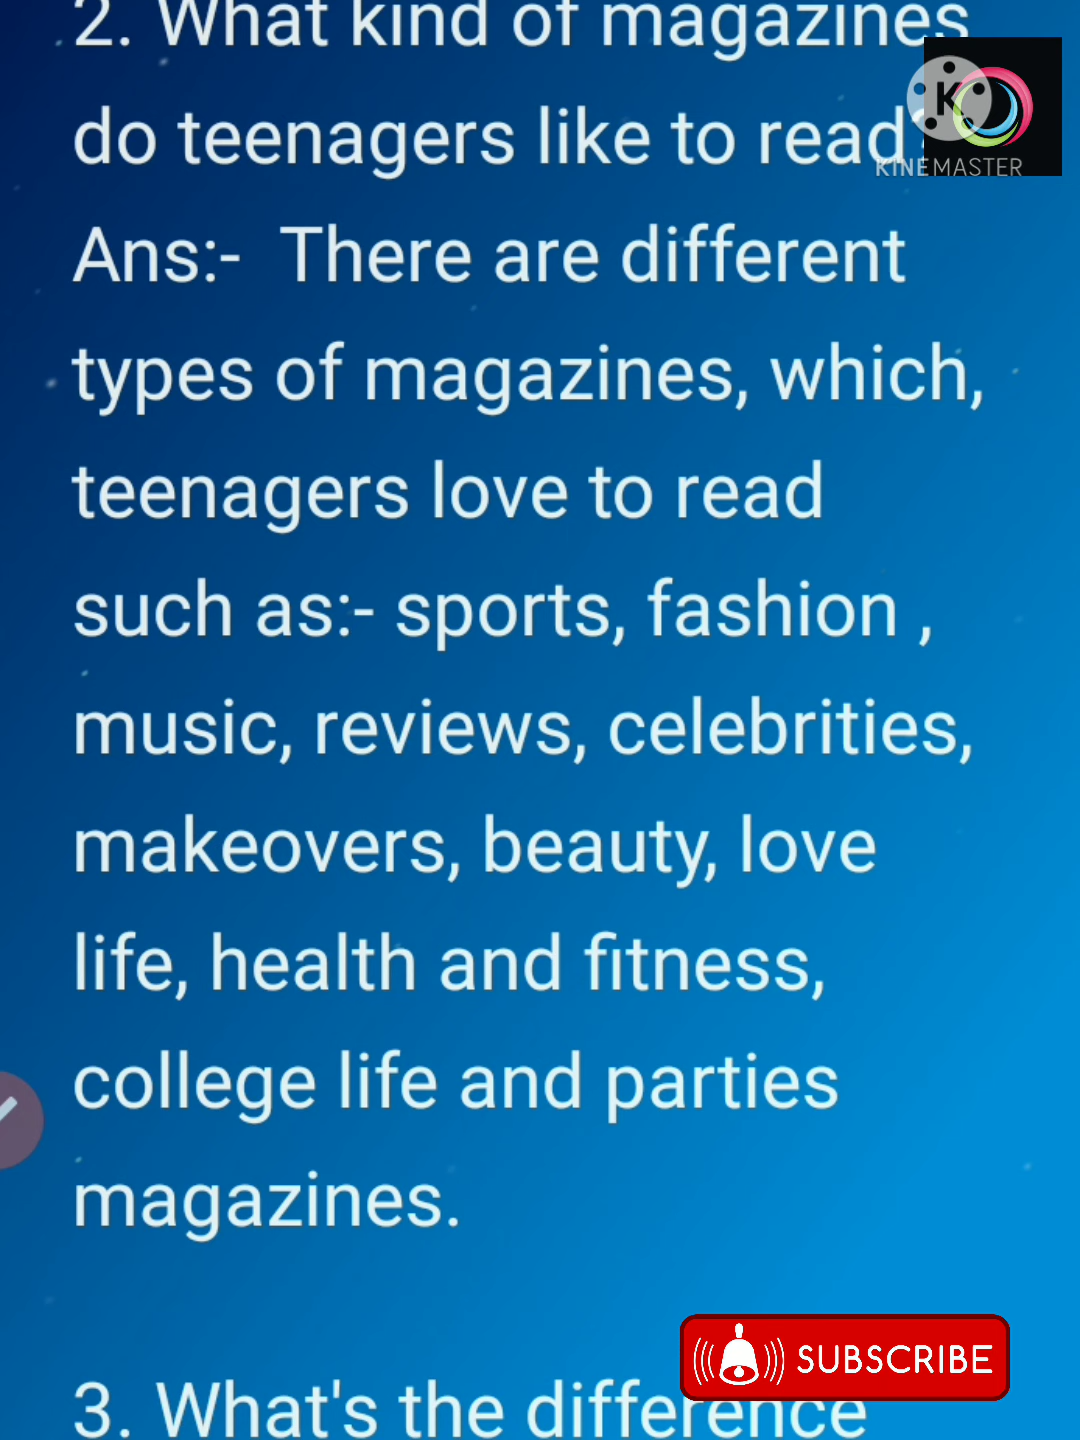 2. What kind of magazines
do teenagers like to read?
KINEMASTER
Ans:-  There are different
types of magazines, which,
teenagers love to read
such as:- sports, fashion ,
music, reviews, celebrities,
makeovers, beauty, love
life, health and fitness,
college life and parties
magazines.
SUBSCRIBE
3. What's the difference